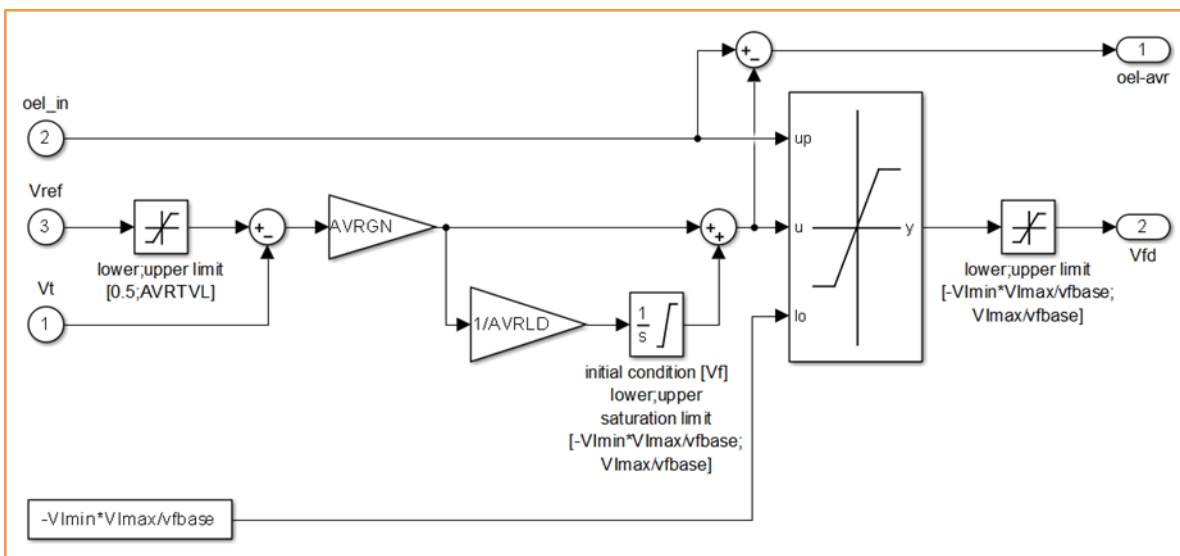 1
oel-avr
oel_in
2
up
Vref
3
lower;upper limit
[0.5;AVRTVL]
AVRGN
u
y
lower;upper limit
[-VImin*VImax/vfbase;
VImax/vfbase]
2
Vfd
Vt
1
1/AVRLD
1
s
lo
initial condition [Vf]
lower;upper
saturation limit
[-VImin*VImax/vfbase;
VImax/vfbase]
-VImin*VImax/vfbase